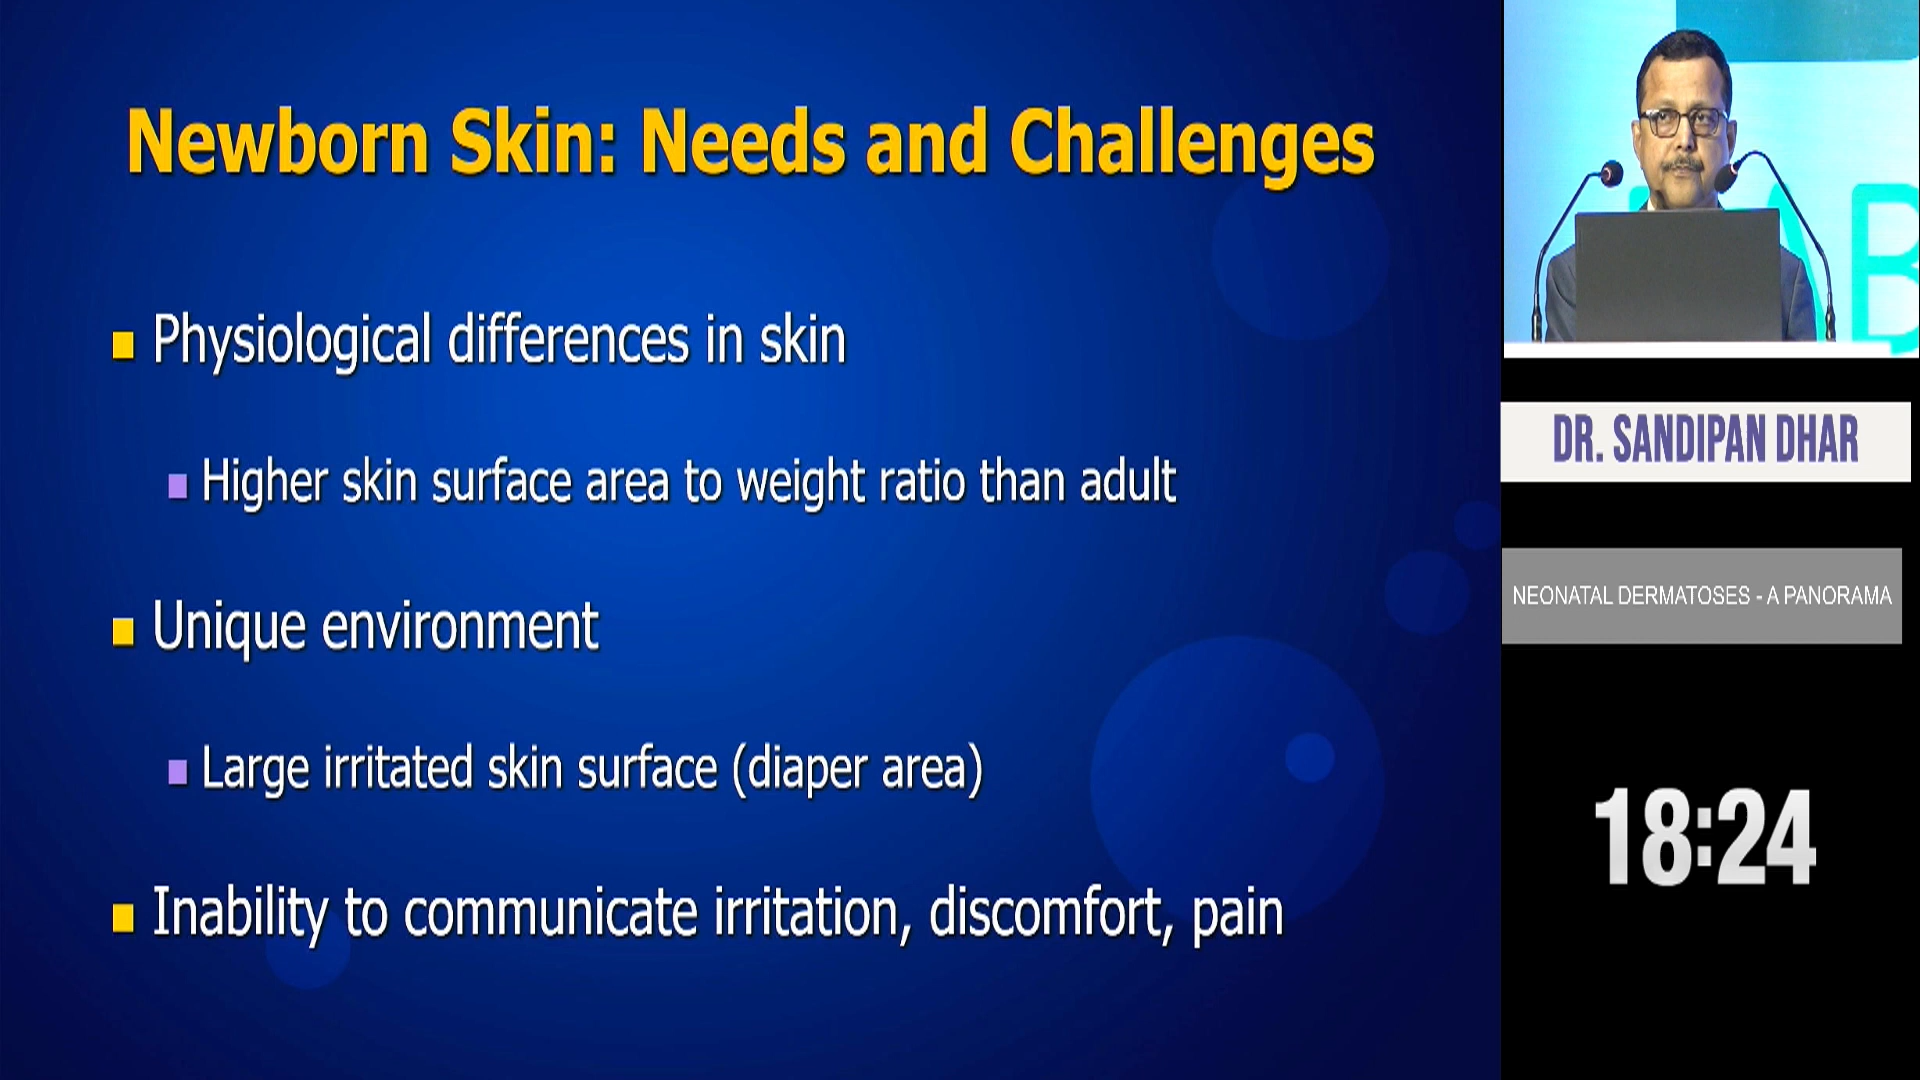 Newborn Skin: Needs and Challenges
Physiological differences in skin
Higher skin surface area to weight ratio than adult
Unique environment
Large irritated skin surface (diaper area)
Inability to communicate irritation, discomfort, pain
AB
DR. SANDIPAN DHAR
NEONATAL DERMATOSES - A PANORAMA
18:24